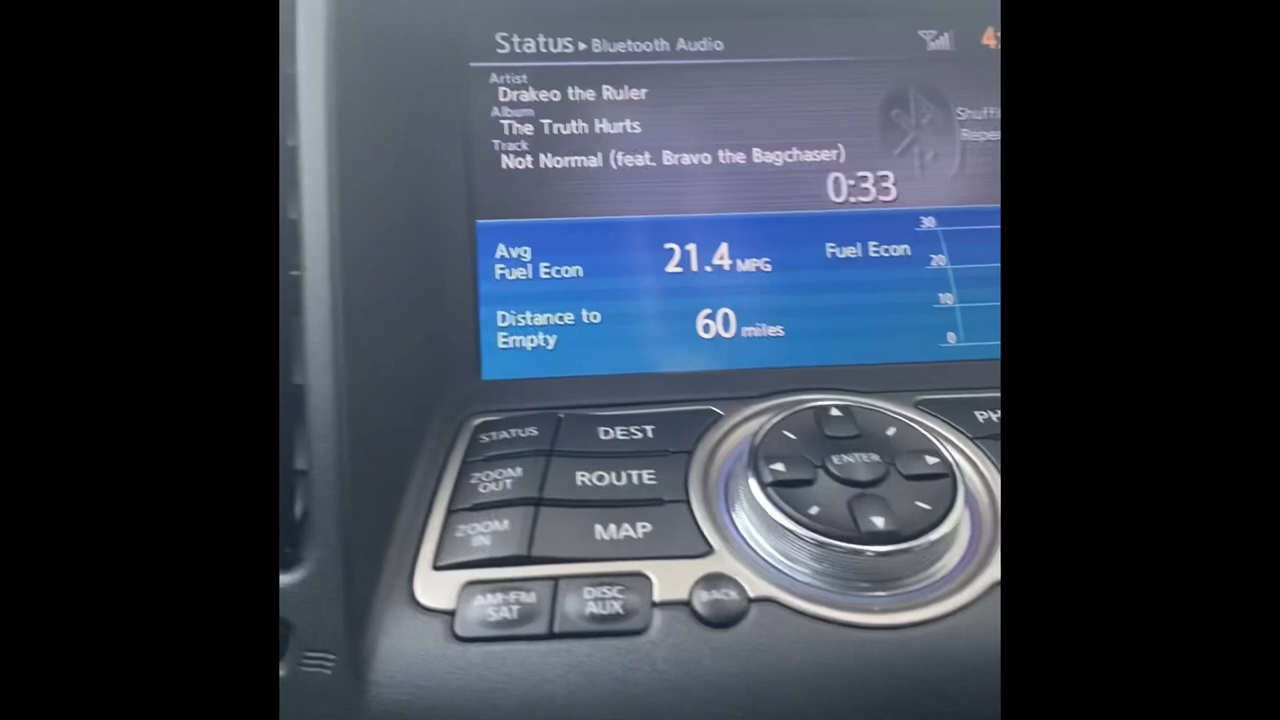 Status ▸ Bluetooth Audio
Artist
Drakeo the Ruler
Album
The Truth Hurts
Track
Not Normal (feat. Bravo the Bagchaser)
0:33
Avg
Fuel Econ
21.4 MPG
Fuel Econ
30
20
10
0
Distance to
Empty
60 miles
STATUS
DEST
ZOOM
OUT
ROUTE
ZOOM
IN
MAP
ENTER
AM·FM
SAT
DISC
AUX
BACK